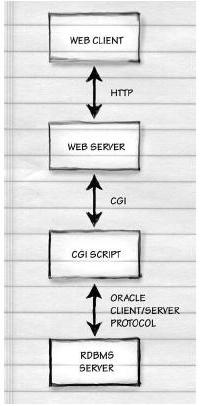 WEB CLIENT
HTTP
WEB SERVER
CGI
CGI SCRIPT
ORACLE
CLIENT/SERVER
PROTOCOL
RDBMS
SERVER